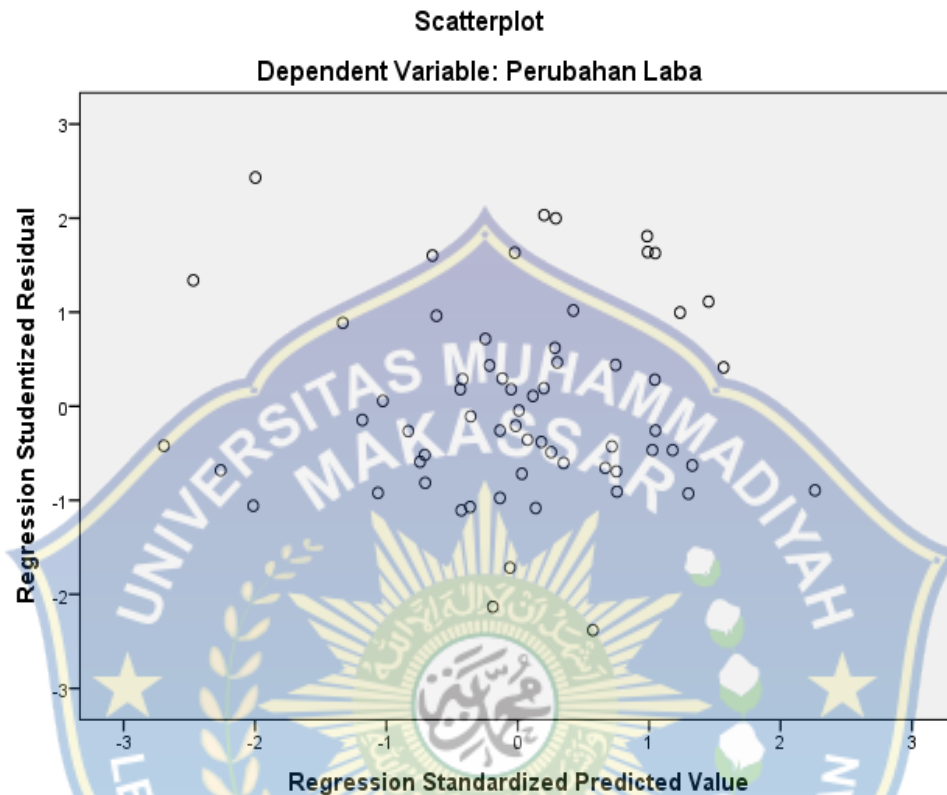 Scatterplot
Dependent Variable: Perubahan Laba
Regression Studentized Residual
3
2
1
0
-1
-2
-3
UNIVERSITAS MUHAMMADIYAH
MAKASSAR
-3
-2
-1
0
1
2
3
Regression Standardized Predicted Value
LE